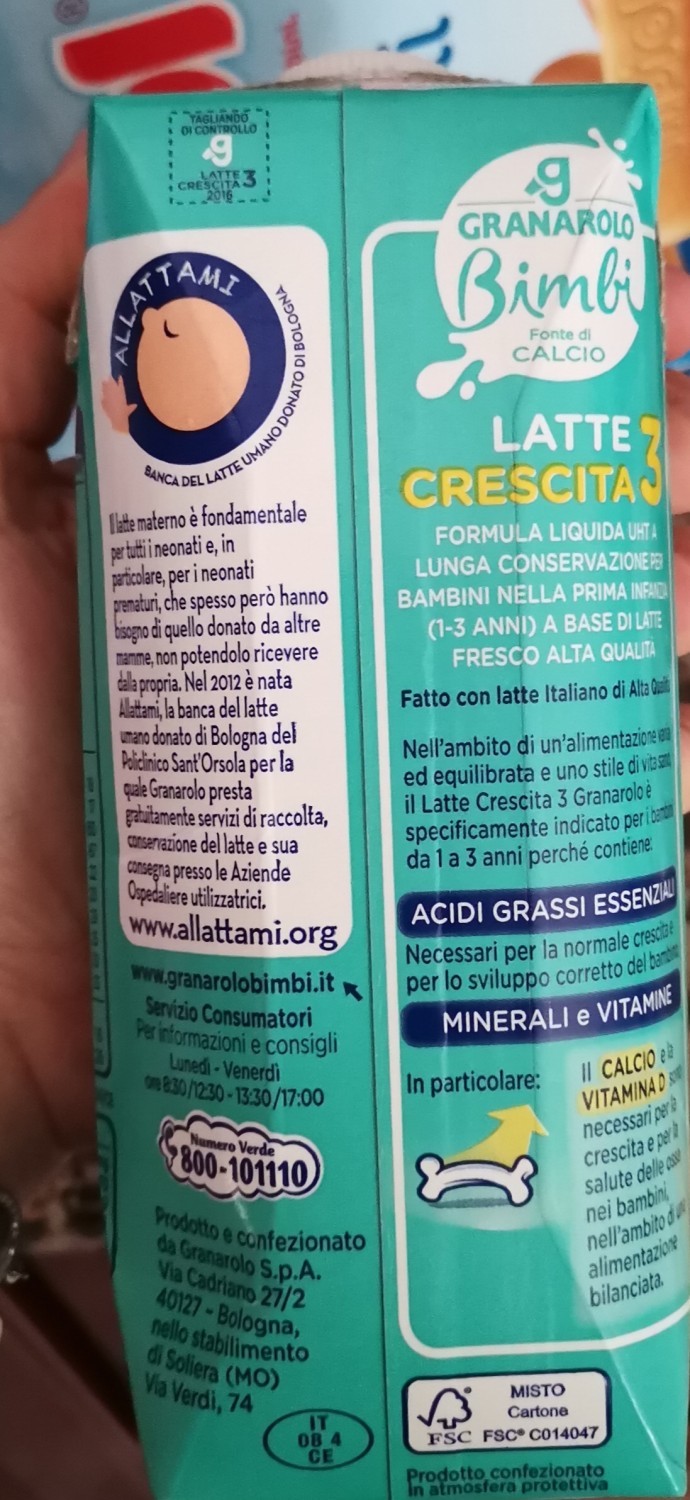 TAGLIANDO
DI CONTROLLO
g
LATTE
CRESCITA 3
2016
ALLATTAMI
BANCA DEL LATTE UMANO DONATO DI BOLOGNA
Il latte materno è fondamentale
per tutti i neonati e, in
particolare, per i neonati
prematuri, che spesso però hanno
bisogno di quello donato da altre
mamme, non potendolo ricevere
dalla propria. Nel 2012 è nata
Allattami, la banca del latte
umano donato di Bologna del
Policlinico Sant'Orsola per la
quale Granarolo presta
gratuitamente servizi di raccolta,
conservazione del latte e sua
consegna presso le Aziende
Ospedaliere utilizzatrici.
www.allattami.org
www.granarolobimbi.it
Servizio Consumatori
Per informazioni e consigli
Lunedì - Venerdì
ore 8:30/12:30 - 13:30/17:00
Numero Verde
800-101110
Prodotto e confezionato
da Granarolo S.p.A.
Via Cadriano 27/2
40127 - Bologna,
nello stabilimento
di Soliera (MO)
Via Verdi, 74
IT
08 4
CE
g
GRANAROLO
Bimbi
Fonte di
CALCIO
LATTE
CRESCITA 3
FORMULA LIQUIDA UHT A
LUNGA CONSERVAZIONE PER
BAMBINI NELLA PRIMA INFANZIA
(1-3 ANNI) A BASE DI LATTE
FRESCO ALTA QUALITÀ
Fatto con latte Italiano di Alta Qualità
Nell'ambito di un'alimentazione varia
ed equilibrata e uno stile di vita sano,
il Latte Crescita 3 Granarolo è
specificamente indicato per i bambini
da 1 a 3 anni perché contiene:
ACIDI GRASSI ESSENZIALI
Necessari per la normale crescita e
per lo sviluppo corretto del bambino
MINERALI e VITAMINE
In particolare:
Il CALCIO e la
VITAMINA D sono
necessari per la
crescita e per la
salute delle ossa
nei bambini,
nell'ambito di una
alimentazione
bilanciata.
MISTO
Cartone
FSC FSC® C014047
Prodotto confezionato
in atmosfera protettiva